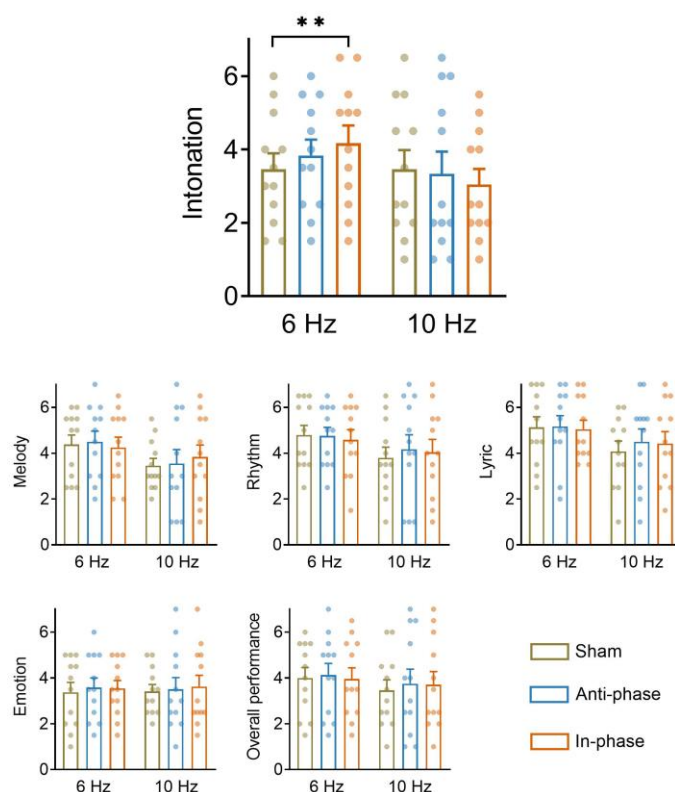 * *
Intonation
6
4
2
0
6 Hz 10 Hz
Melody
6
4
2
0
6 Hz 10 Hz
Rhythm
6
4
2
0
6 Hz 10 Hz
Lyric
6
4
2
0
6 Hz 10 Hz
Emotion
6
4
2
0
6 Hz 10 Hz
Overall performance
6
4
2
0
6 Hz 10 Hz
Sham
Anti-phase
In-phase